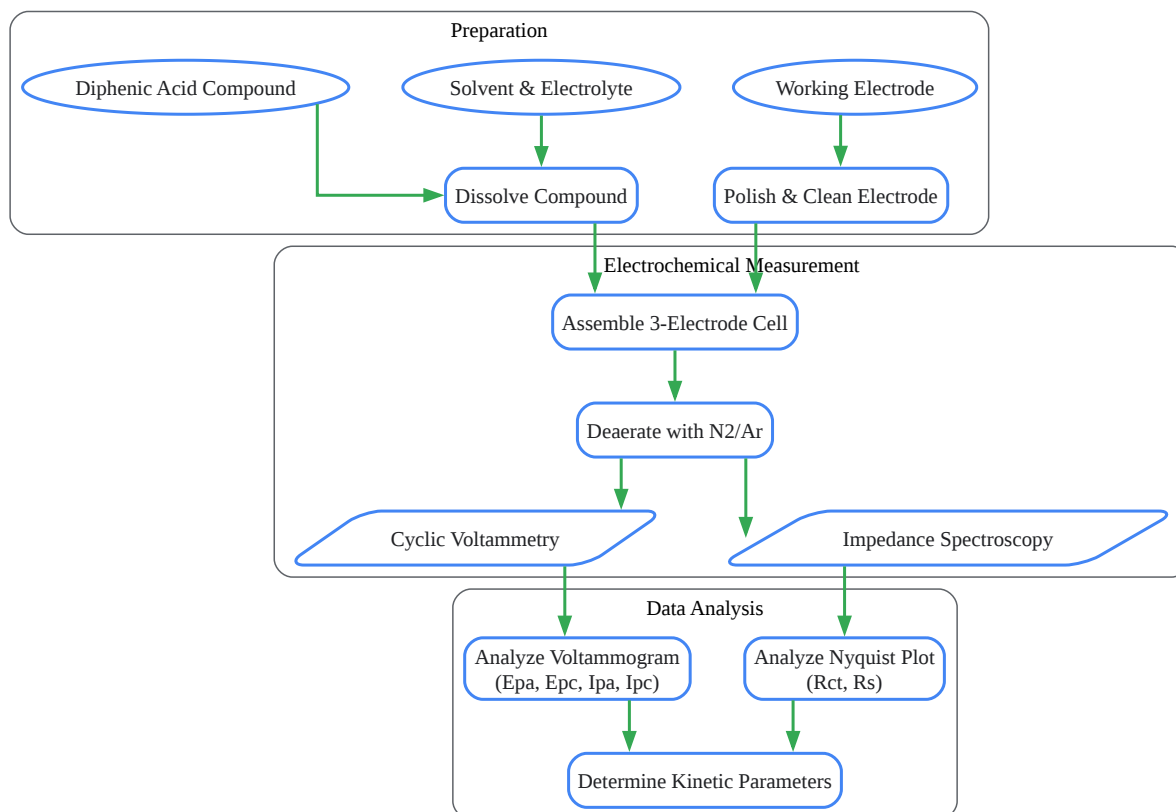 Preparation
Diphenic Acid Compound
Solvent & Electrolyte
Working Electrode
Dissolve Compound
Polish & Clean Electrode
Electrochemical Measurement
Assemble 3-Electrode Cell
Deaerate with N2/Ar
Cyclic Voltammetry
Impedance Spectroscopy
Data Analysis
Analyze Voltammogram
(Epa, Epc, Ipa, Ipc)
Analyze Nyquist Plot
(Rct, Rs)
Determine Kinetic Parameters